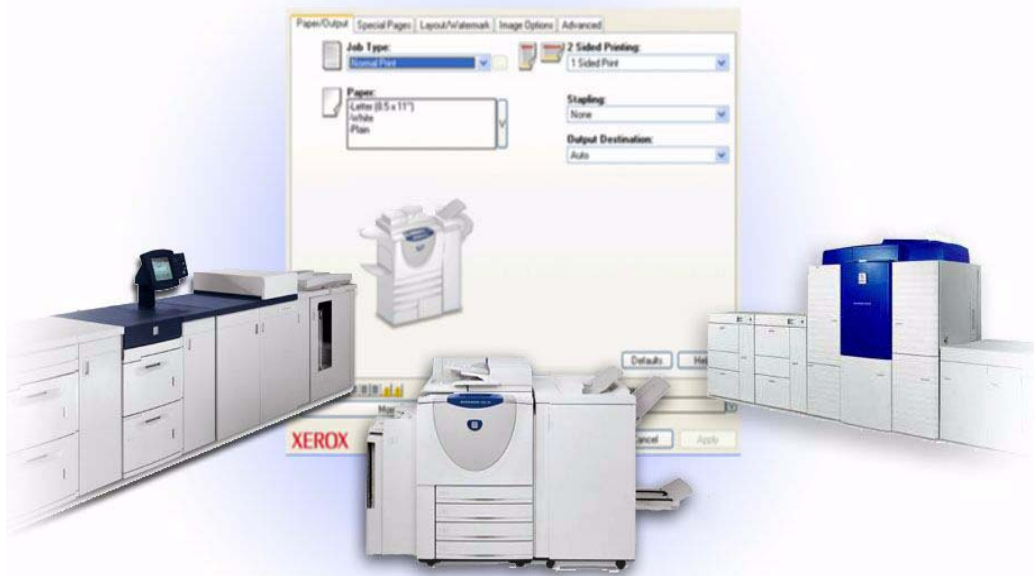 Paper/Output Special Pages Layout/Watermark Image Options Advanced
Job Type: 2 Sided Printing:
Normal Print 1 Sided Print
Paper: Stapling:
-Letter (8.5 x 11") None
-White
-Plain
Output Destination:
Auto
Defaults
XEROX Apply